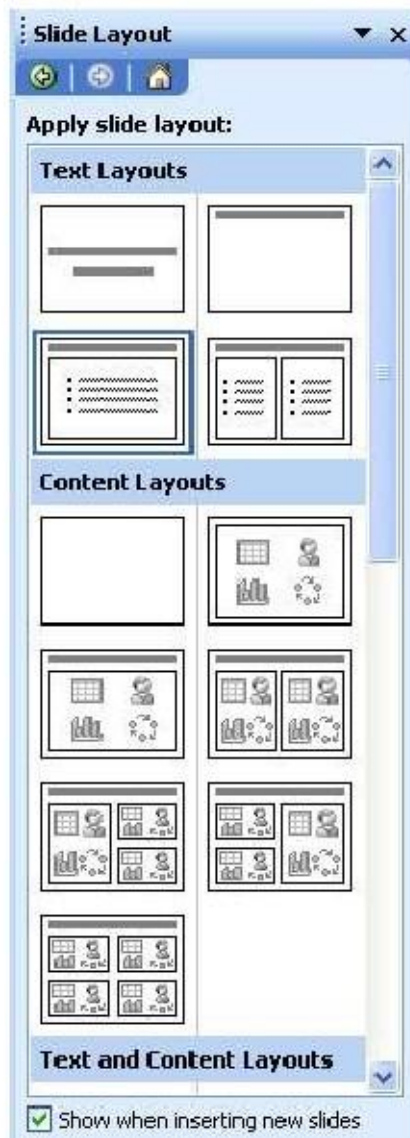 Slide Layout
Apply slide layout:
Text Layouts
Content Layouts
Text and Content Layouts
Show when inserting new slides